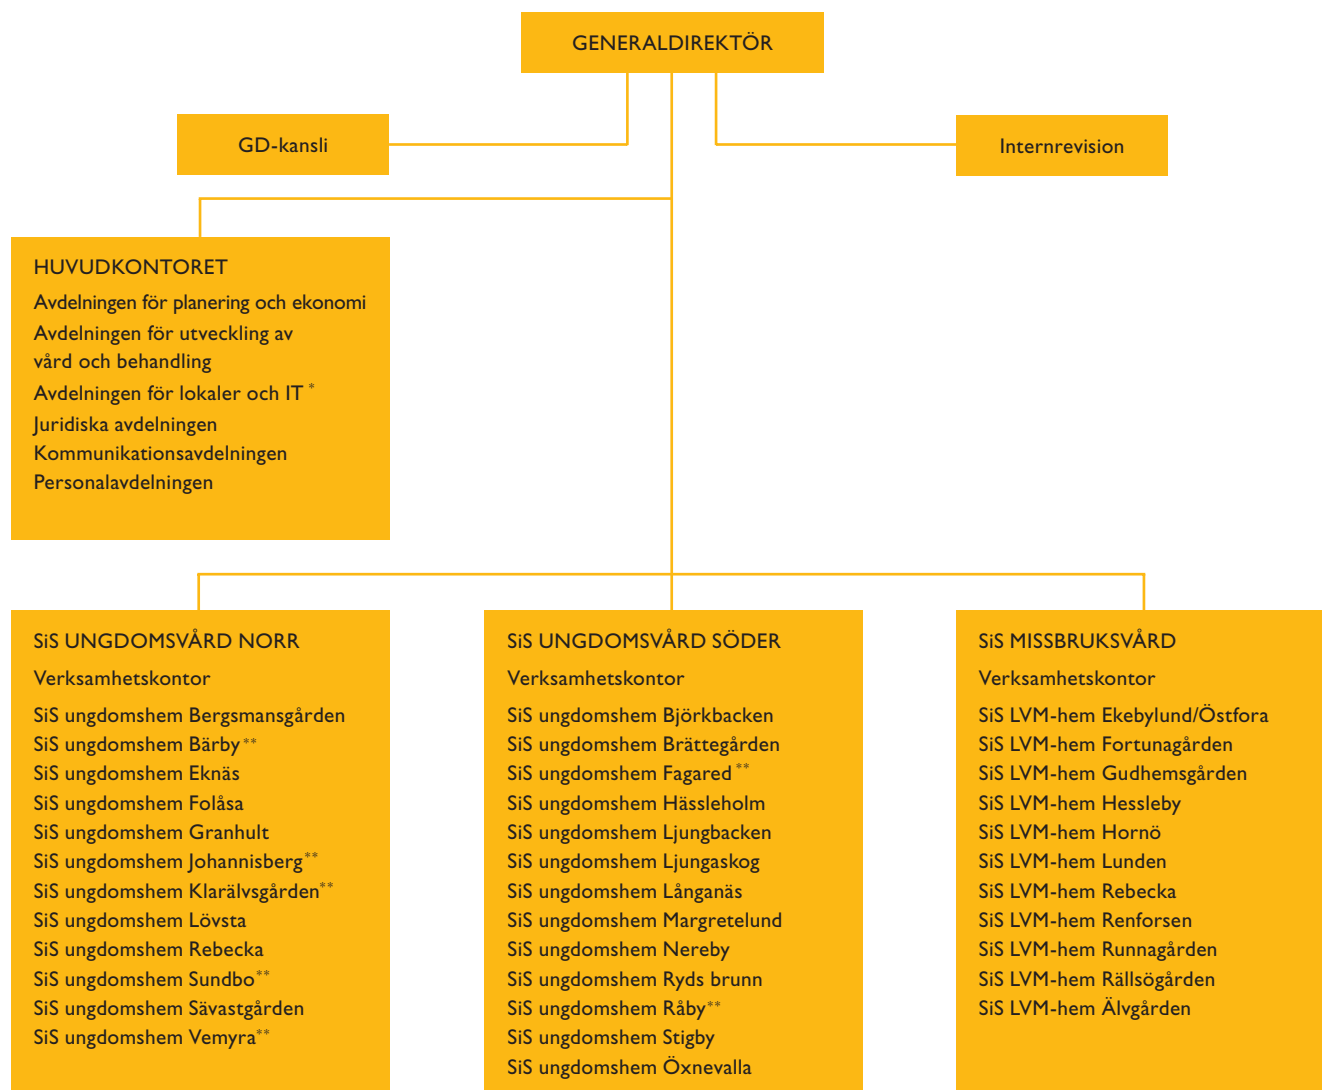 GENERALDIREKTÖR
GD-kansli
Internrevision
HUVUDKONTORET
Avdelningen för planering och ekonomi
Avdelningen för utveckling av
vård och behandling
Avdelningen för lokaler och IT *
Juridiska avdelningen
Kommunikationsavdelningen
Personalavdelningen
SiS UNGDOMSVÅRD NORR
Verksamhetskontor
SiS ungdomshem Bergsmansgården
SiS ungdomshem Bärby**
SiS ungdomshem Eknäs
SiS ungdomshem Folåsa
SiS ungdomshem Granhult
SiS ungdomshem Johannisberg**
SiS ungdomshem Klarälvsgården**
SiS ungdomshem Lövsta
SiS ungdomshem Rebecka
SiS ungdomshem Sundbo**
SiS ungdomshem Sävastgården
SiS ungdomshem Vemyra**
SiS UNGDOMSVÅRD SÖDER
Verksamhetskontor
SiS ungdomshem Björkbacken
SiS ungdomshem Brättegården
SiS ungdomshem Fagared **
SiS ungdomshem Hässleholm
SiS ungdomshem Ljungbacken
SiS ungdomshem Ljungaskog
SiS ungdomshem Långanäs
SiS ungdomshem Margretelund
SiS ungdomshem Nereby
SiS ungdomshem Ryds brunn
SiS ungdomshem Råby**
SiS ungdomshem Stigby
SiS ungdomshem Öxnevalla
SiS MISSBRUKSVÅRD
Verksamhetskontor
SiS LVM-hem Ekebylund/Östfora
SiS LVM-hem Fortunagården
SiS LVM-hem Gudhemsgården
SiS LVM-hem Hessleby
SiS LVM-hem Hornö
SiS LVM-hem Lunden
SiS LVM-hem Rebecka
SiS LVM-hem Renforsen
SiS LVM-hem Runnagården
SiS LVM-hem Rällsögården
SiS LVM-hem Älvgården